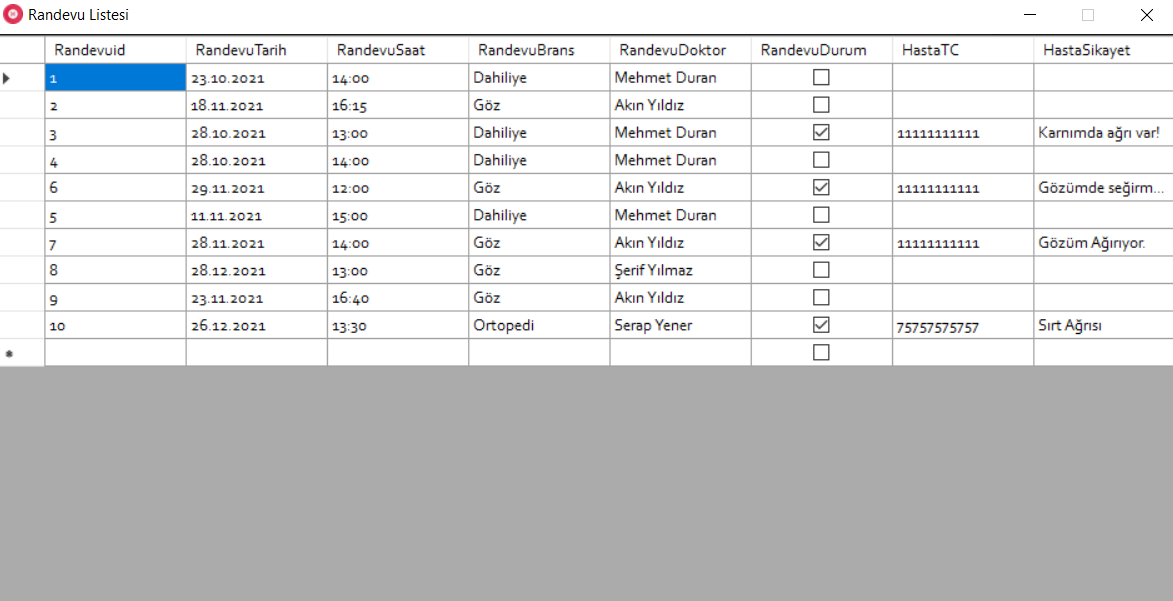 Randevu Listesi
Randevuid RandevuTarih RandevuSaat RandevuBrans RandevuDoktor RandevuDurum HastaTC HastaSikayet
1 23.10.2021 14:00 Dahiliye Mehmet Duran
2 18.11.2021 16:15 Göz Akın Yıldız
3 28.10.2021 13:00 Dahiliye Mehmet Duran 11111111111 Karnımda ağrı var!
4 28.10.2021 14:00 Dahiliye Mehmet Duran
6 29.11.2021 12:00 Göz Akın Yıldız 11111111111 Gözümde seğirm...
5 11.11.2021 15:00 Dahiliye Mehmet Duran
7 28.11.2021 14:00 Göz Akın Yıldız 11111111111 Gözüm Ağırıyor.
8 28.12.2021 13:00 Göz Şerif Yılmaz
9 23.11.2021 16:40 Göz Akın Yıldız
10 26.12.2021 13:30 Ortopedi Serap Yener 75757575757 Sırt Ağrısı